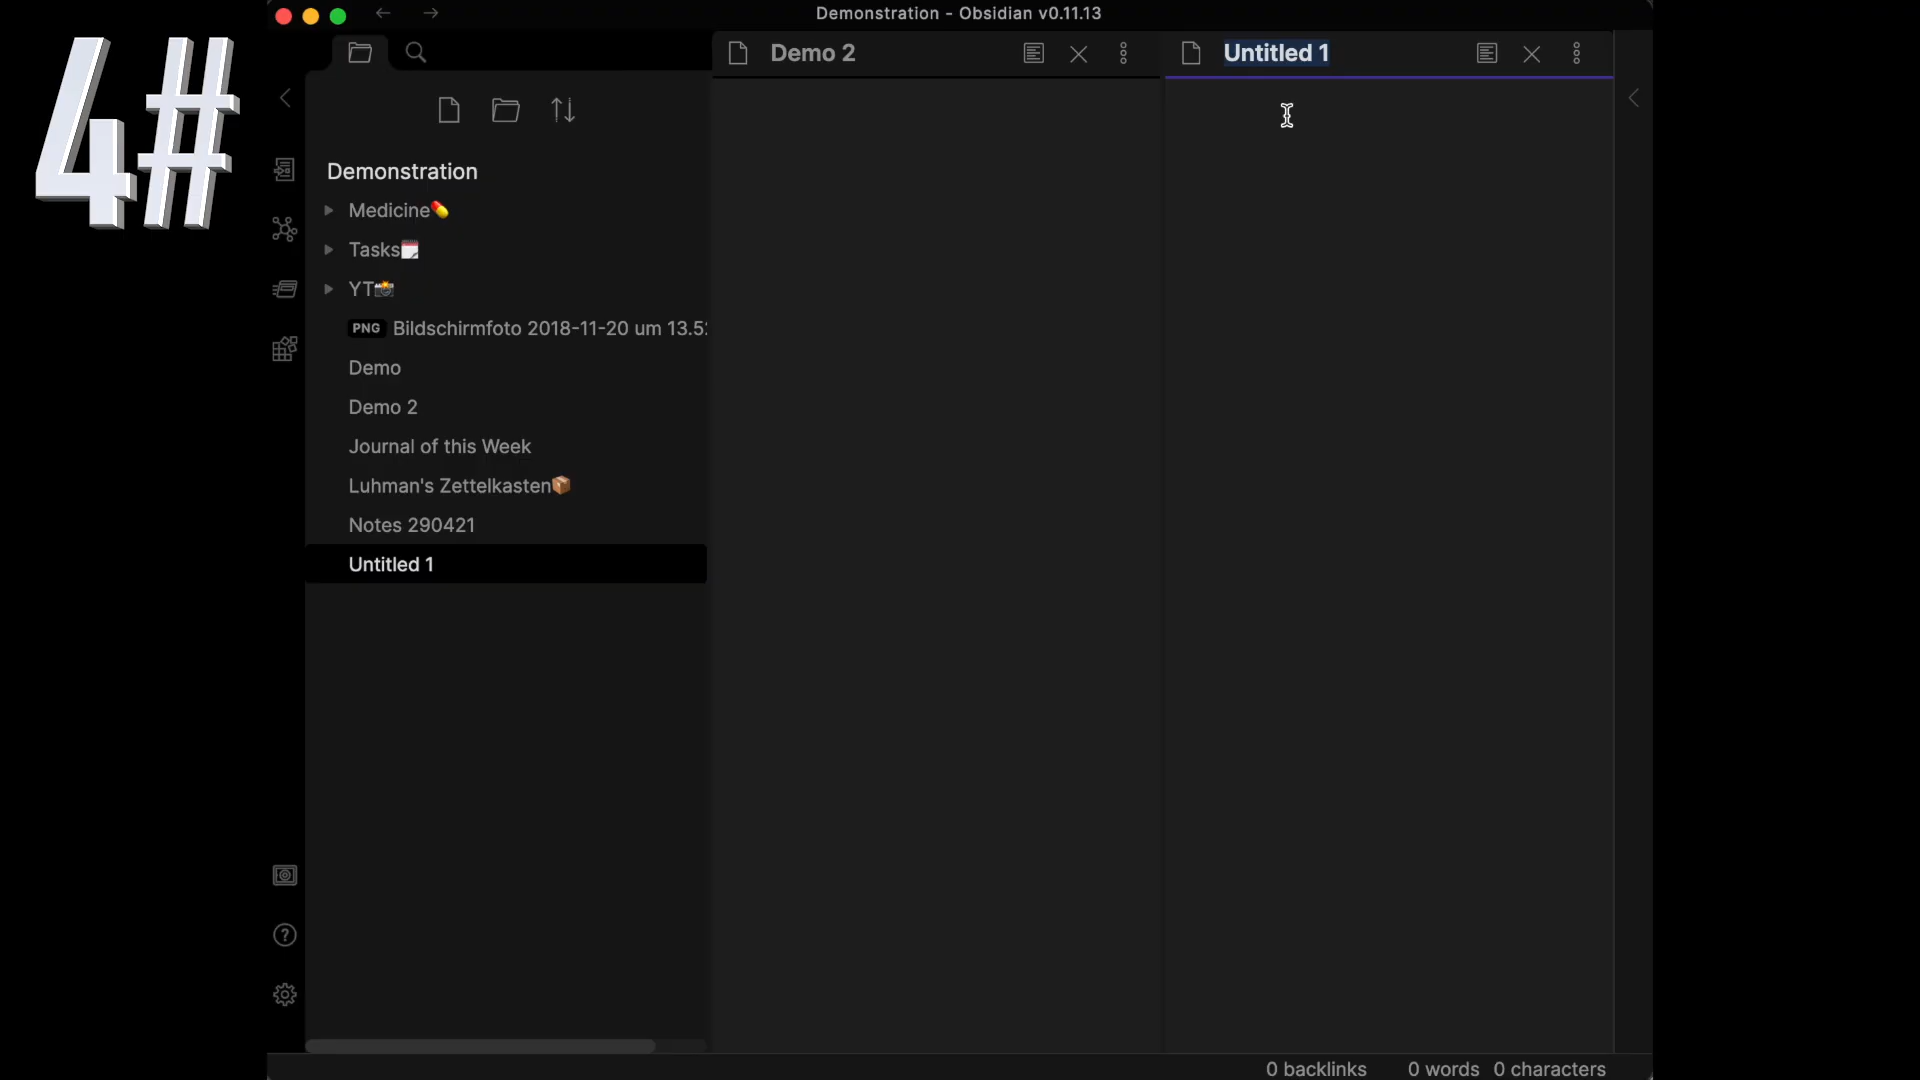 4#
Demonstration - Obsidian v0.11.13
Demo 2
Untitled 1
Demonstration
Medicine💊
Tasks🗒️
YT📸
PNG Bildschirmfoto 2018-11-20 um 13.5
Demo
Demo 2
Journal of this Week
Luhman's Zettelkasten📦
Notes 290421
Untitled 1
0 backlinks 0 words 0 characters